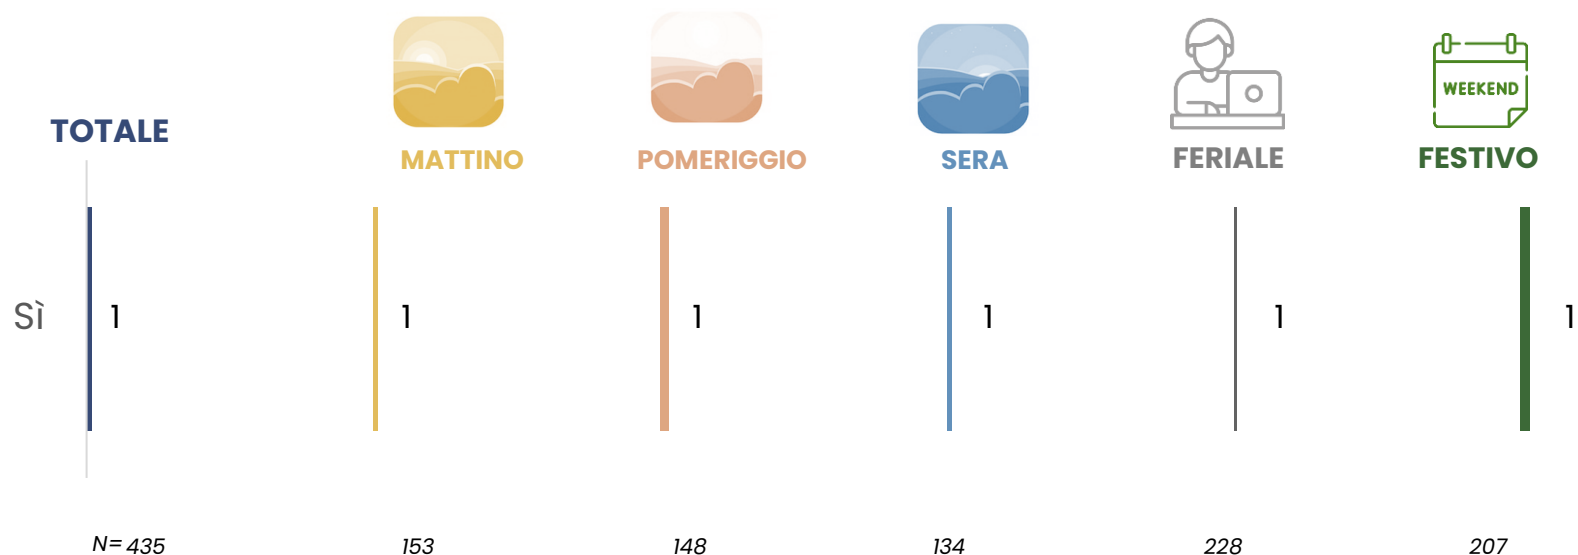 TOTALE
MATTINO
POMERIGGIO
SERA
FERIALE
WEEKEND
FESTIVO
Sì 1 1 1 1 1 1
N= 435 153 148 134 228 207